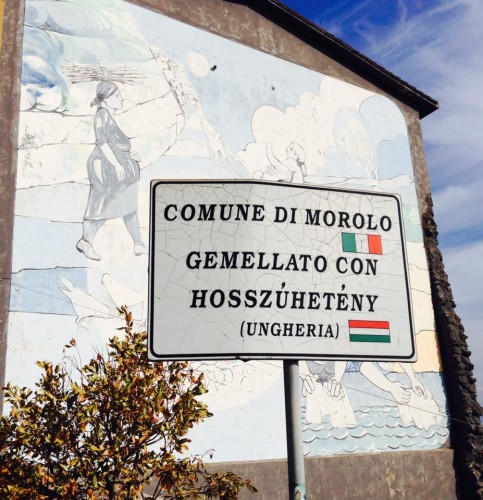 COMUNE DI MOROLO
GEMELLATO CON
HOSSZÚHETÉNY
(UNGHERIA)